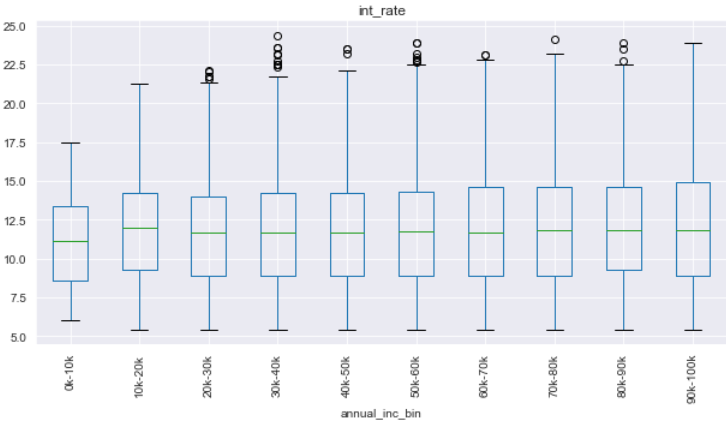 int_rate
25.0
22.5
20.0
17.5
15.0
12.5
10.0
7.5
5.0
0k-10k
10k-20k
20k-30k
30k-40k
40k-50k
50k-60k
60k-70k
70k-80k
80k-90k
90k-100k
annual_inc_bin